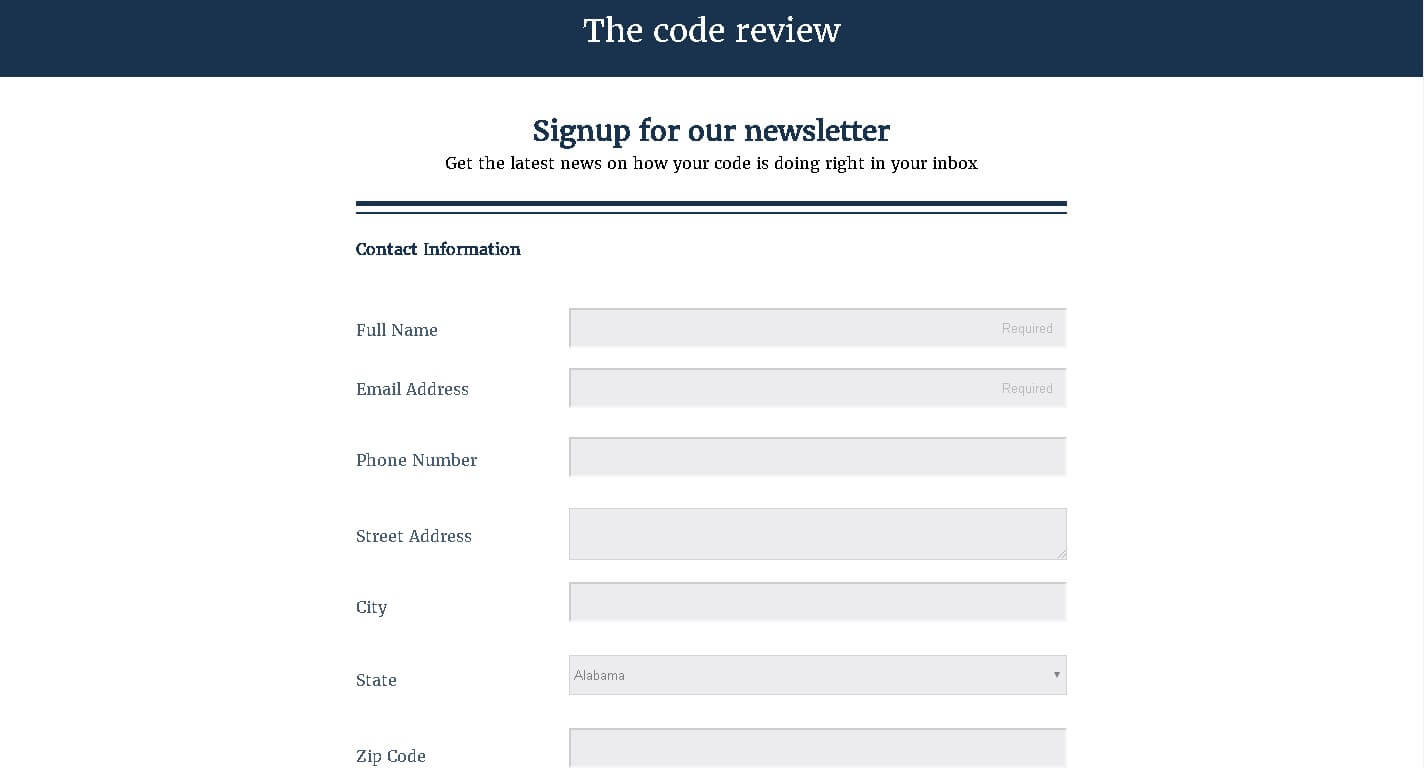 The code review
Signup for our newsletter
Get the latest news on how your code is doing right in your inbox
Contact Information
Full Name
Required
Email Address
Required
Phone Number
Street Address
City
State
Alabama
Zip Code